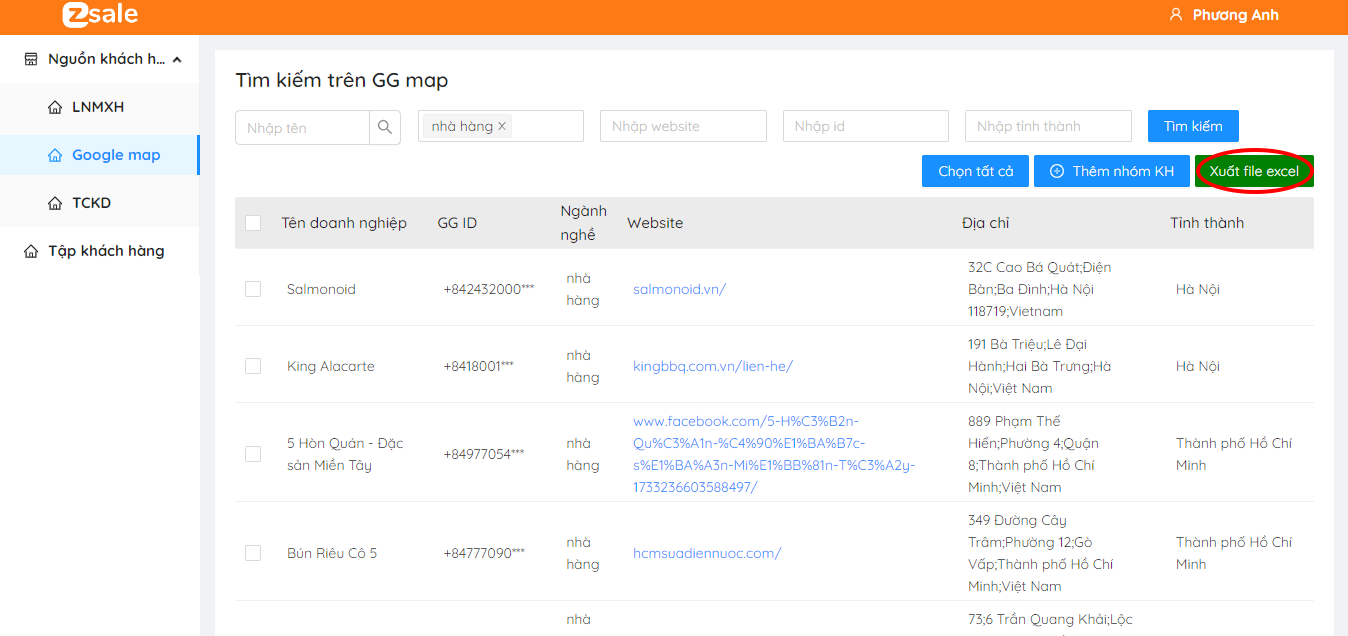 zsale
Phương Anh
Nguồn khách h...
LNMXH
Google map
TCKD
Tập khách hàng
Tìm kiếm trên GG map
Nhập tên
nhà hàng X
Nhập website
Nhập id
Nhập tỉnh thành
Tìm kiếm
Chọn tất cả
Thêm nhóm KH
Xuất file excel
Tên doanh nghiệp
GG ID
Ngành
nghề
Website
Địa chỉ
Tỉnh thành
Salmonoid
+842432000***
nhà
hàng
salmonoid.vn/
32C Cao Bá Quát;Điện
Bàn;Ba Đình;Hà Nội
118719;Vietnam
Hà Nội
King Alacarte
+8418001***
nhà
hàng
kingbbq.com.vn/lien-he/
191 Bà Triệu;Lê Đại
Hành;Hai Bà Trưng;Hà
Nội;Việt Nam
Hà Nội
5 Hòn Quán - Đặc
sản Miền Tây
+84977054***
nhà
hàng
www.facebook.com/5-H%C3%B2n-
Qu%C3%A1n-%C4%90%E1%BA%B7c-
s%E1%BA%A3n-Mi%E1%BB%81n-T%C3%A2y-
1733236603588497/
889 Phạm Thế
Hiển;Phường 4;Quận
8;Thành phố Hồ Chí
Minh;Việt Nam
Thành phố Hồ Chí
Minh
Bún Riêu Cô 5
+84777090***
nhà
hàng
hcmsuadiennuoc.com/
349 Đường Cây
Trâm;Phường 12;Gò
Vấp;Thành phố Hồ Chí
Minh;Việt Nam
Thành phố Hồ Chí
Minh
nhà
73;6 Trần Quang Khải;Lộc